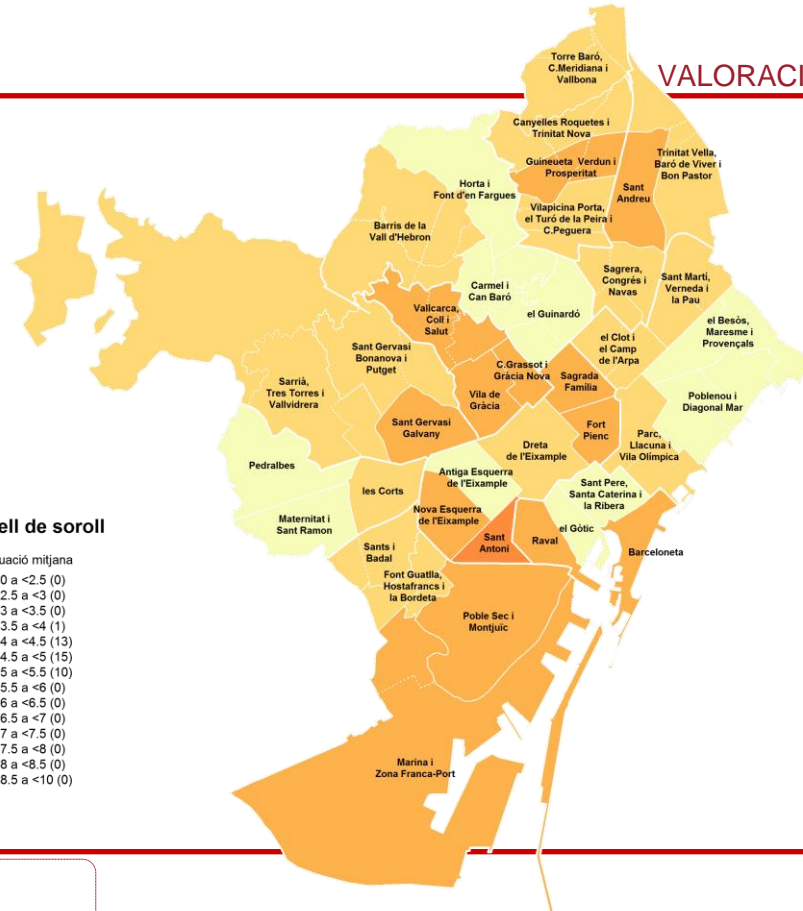 VALORACI
Torre Baró,
C.Meridiana i
Vallbona
Canyelles Roquetes i
Trinitat Nova
Guineueta Verdun i
Prosperitat
Trinitat Vella,
Baró de Viver i
Bon Pastor
Sant
Andreu
Horta i
Font d'en Fargues
Vilapicina Porta,
el Turó de la Peira i
C.Peguera
Barris de la
Vall d'Hebron
Sagrera,
Congrés i
Navas
Sant Martí,
Verneda i
la Pau
Carmel i
Can Baró
el Guinardó
Vallcarca,
Coll i
Salut
el Besòs,
Maresme i
Provençals
el Clot i
el Camp
de l'Arpa
Sant Gervasi
Bonanova i
Putget
C.Grassot i
Gràcia Nova
Sagrada
Família
Sarrià,
Tres Torres i
Vallvidrera
Vila de
Gràcia
Poblenou i
Diagonal Mar
Sant Gervasi
Galvany
Fort
Pienc
Parc,
Llacuna i
Vila Olímpica
Dreta
de l'Eixample
Pedralbes
Antiga Esquerra
de l'Eixample
Sant Pere,
Santa Caterina i
la Ribera
les Corts
Maternitat i
Sant Ramon
Nova Esquerra
de l'Eixample
el Gòtic
Sant
Antoni
Raval
Barceloneta
Sants i
Badal
Font Guatlla,
Hostafrancs i
la Bordeta
Poble Sec i
Montjuïc
Marina i
Zona Franca-Port
ell de soroll
uació mitjana
0 a <2.5 (0)
2.5 a <3 (0)
3 a <3.5 (0)
3.5 a <4 (1)
4 a <4.5 (13)
4.5 a <5 (15)
5 a <5.5 (10)
5.5 a <6 (0)
6 a <6.5 (0)
6.5 a <7 (0)
7 a <7.5 (0)
7.5 a <8 (0)
8 a <8.5 (0)
8.5 a <10 (0)